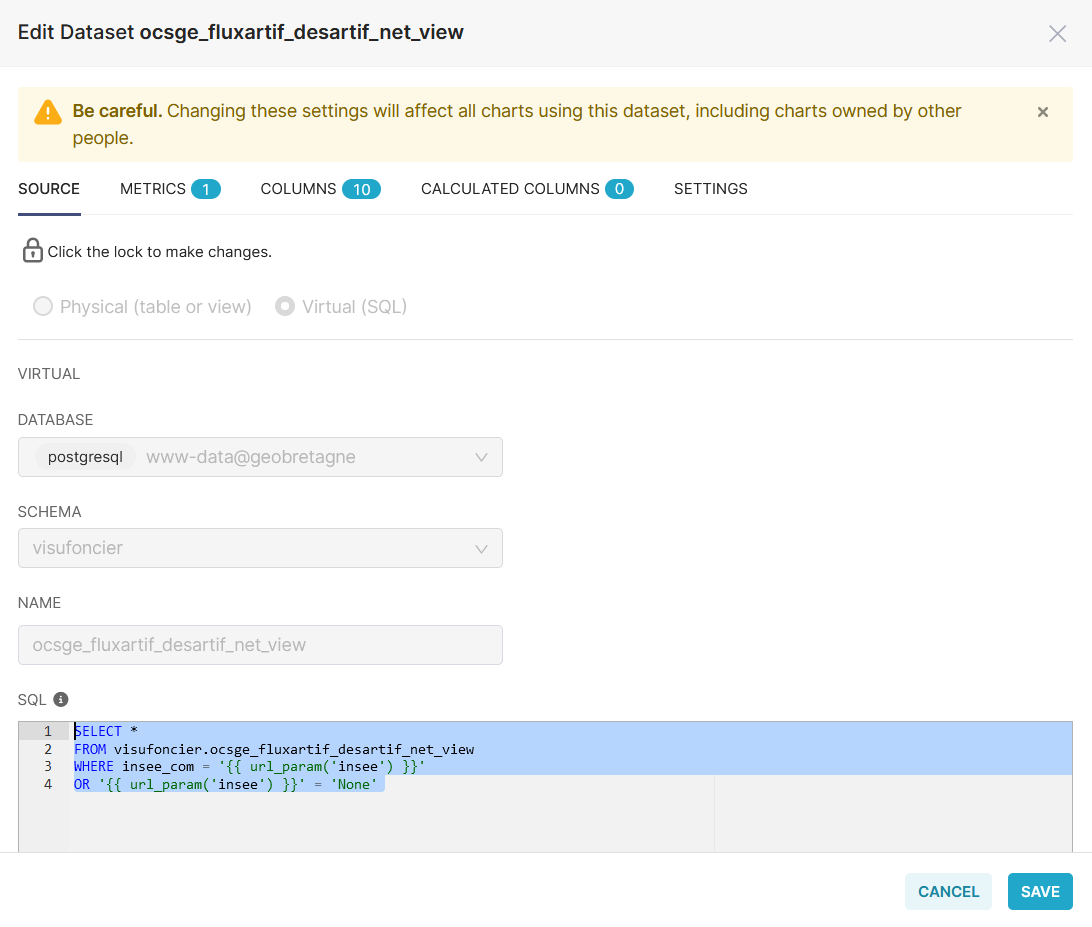 Edit Dataset ocsge_fluxartif_desartif_net_view
Be careful. Changing these settings will affect all charts using this dataset, including charts owned by other
people.
SOURCE METRICS 1 COLUMNS 10 CALCULATED COLUMNS 0 SETTINGS
Click the lock to make changes.
Physical (table or view) Virtual (SQL)
VIRTUAL
DATABASE
postgresql www-data@geobretagne
SCHEMA
visufoncier
NAME
ocsge_fluxartif_desartif_net_view
SQL
1 SELECT *
2 FROM visufoncier.ocsge_fluxartif_desartif_net_view
3 WHERE insee_com = '{{ url_param('insee') }}'
4 OR '{{ url_param('insee') }}' = 'None'
CANCEL SAVE